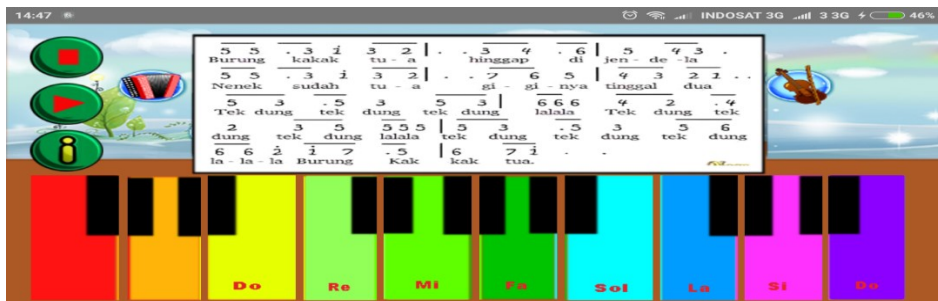 14:47 INDOSAT 3G 3 3G 46%
5 5 . 3 i 3 2 | . . 3 4 . 6 | 5 4 3 .
Burung kakak tu - a hinggap di jen - de - la
5 5 . 3 i 3 2 | . . 7 6 5 | 4 3 2 1 . .
Nenek sudah tu - a gi - gi - nya tinggal dua
5 3 . 5 3 5 3 | 6 6 6 4 2 . 4
Tek dung tek dung tek dung lalala Tek dung tek
2 3 5 5 5 5 | 5 3 . 5 3 5 6
dung tek dung lalala tek dung tek dung tek dung
6 6 2 i 7 . 5 | 6 7 i . .
la - la - la Burung Kak kak tua.
Do Re Mi Fa Sol La Si Do